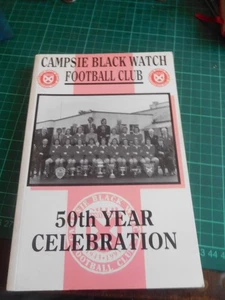 CAMPSIE BLACK WATCH
FOOTBALL CLUB
50th YEAR
CELEBRATION